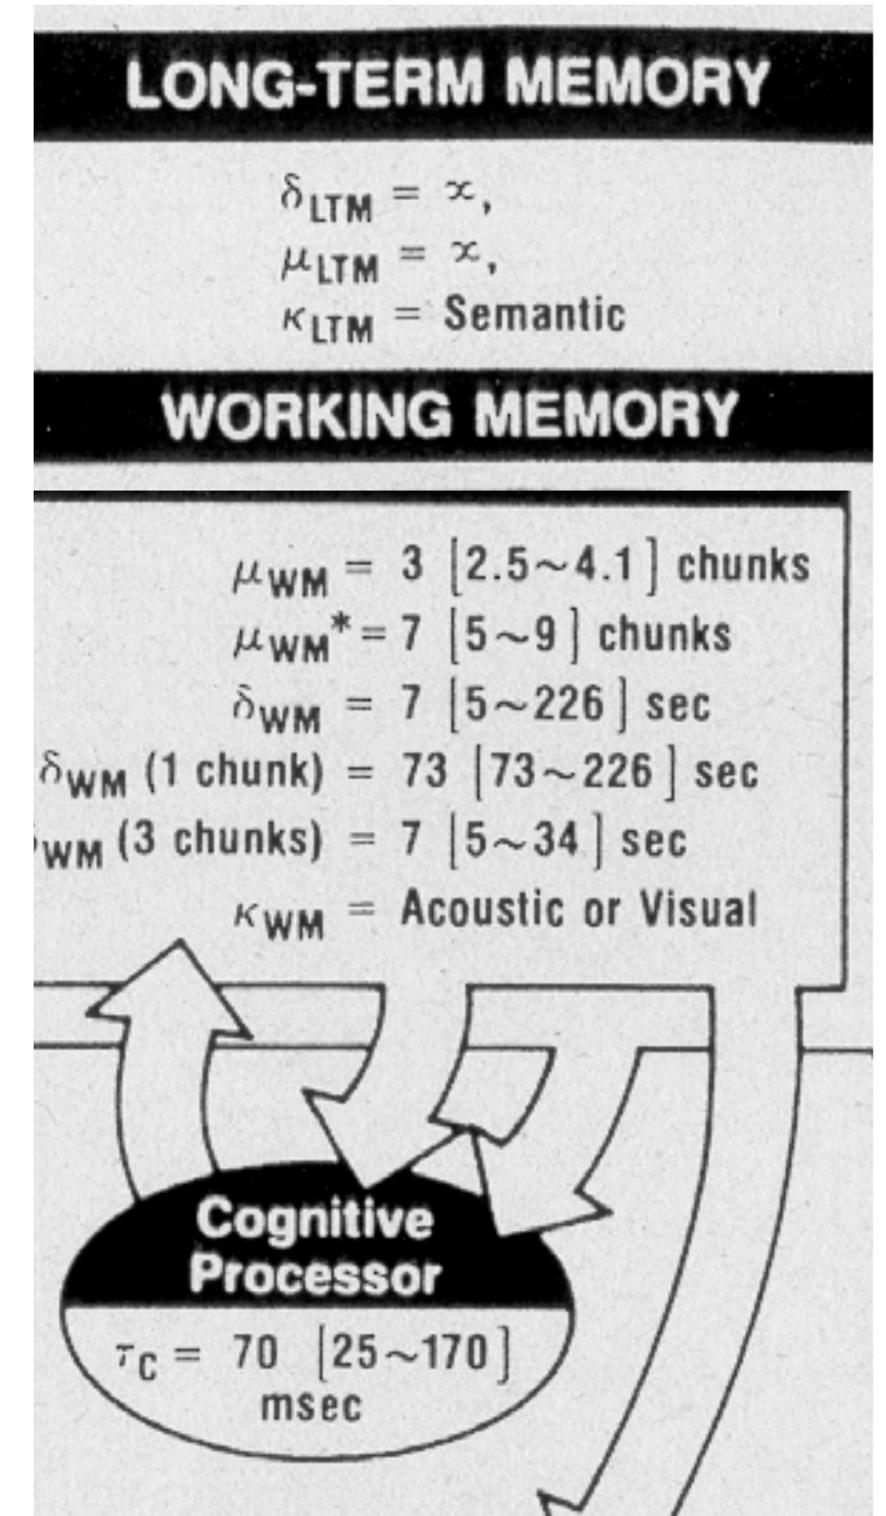 LONG-TERM MEMORY
δLTM = x,
μLTM = x,
κLTM = Semantic
WORKING MEMORY
μWM = 3 [2.5~4.1] chunks
μWM* = 7 [5~9] chunks
δWM = 7 [5~226] sec
δWM (1 chunk) = 73 [73~226] sec
WM (3 chunks) = 7 [5~34] sec
κWM = Acoustic or Visual
Cognitive
Processor
τC = 70 [25~170]
msec